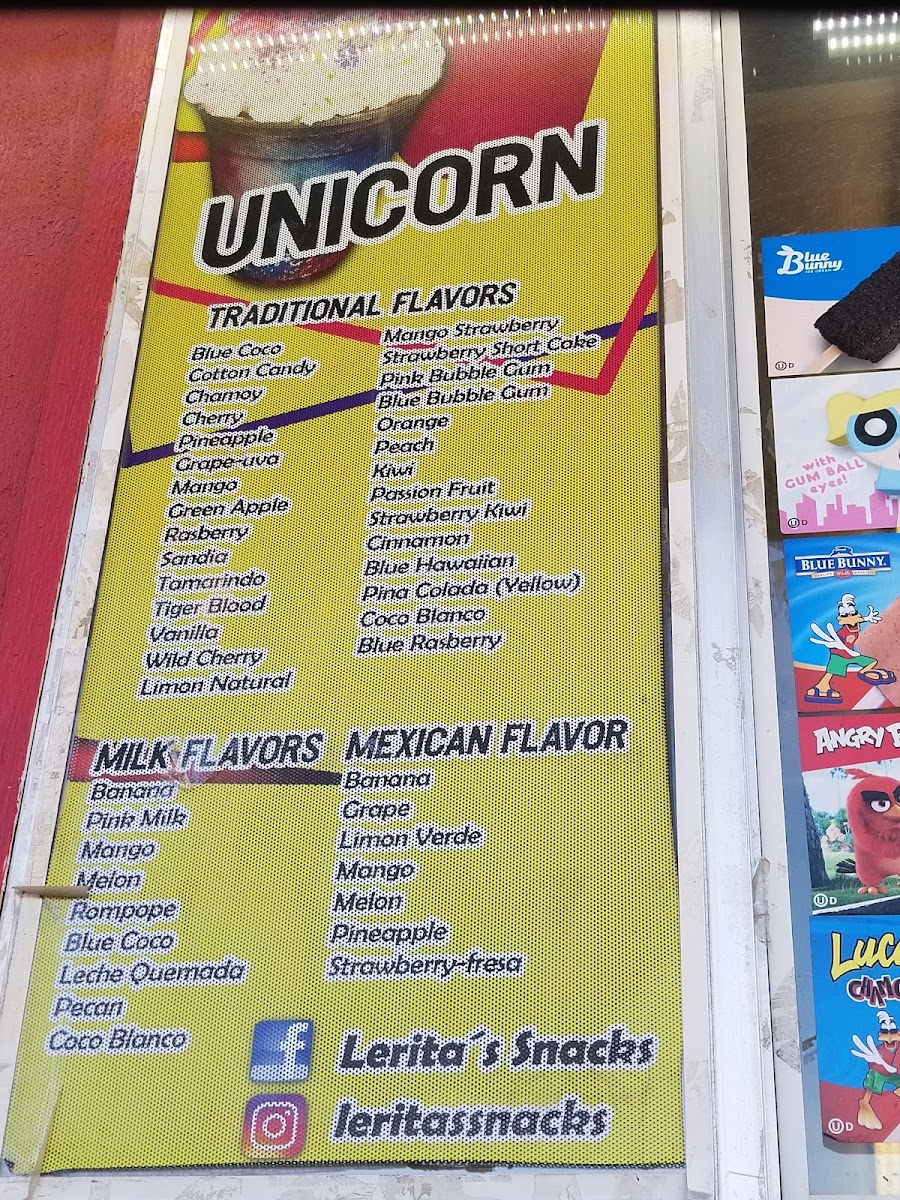 UNICORN
TRADITIONAL FLAVORS
Blue Coco
Cotton Candy
Chamoy
Cherry
Pineapple
Grape-uva
Mango
Green Apple
Rasberry
Sandia
Tamarindo
Tiger Blood
Vanilla
Wild Cherry
Limon Natural
Mango Strawberry
Strawberry Short Cake
Pink Bubble Gum
Blue Bubble Gum
Orange
Peach
Kiwi
Passion Fruit
Strawberry Kiwi
Cinnamon
Blue Hawaiian
Pina Colada (Yellow)
Coco Blanco
Blue Rasberry
MILK FLAVORS
Banana
Pink Milk
Mango
Melon
Rompope
Blue Coco
Leche Quemada
Pecan
Coco Blanco
MEXICAN FLAVOR
Banana
Grape
Limon Verde
Mango
Melon
Pineapple
Strawberry-fresa
Lerita´s Snacks
leritassnacks
Blue
Bunny
ICE CREAM
U D
with
GUM BALL
eyes!
U D
BLUE BUNNY
ANGRY
U D
U D